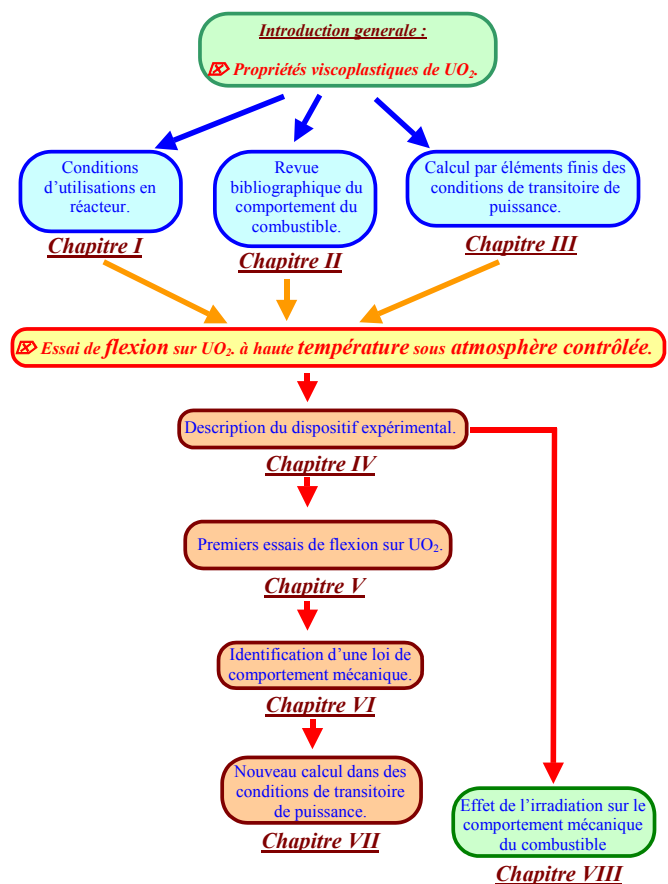 Introduction generale :
⌦ Propriétés viscoplastiques de UO₂.
Conditions
d'utilisations en
réacteur.
Chapitre I
Revue
bibliographique du
comportement du
combustible.
Chapitre II
Calcul par éléments finis des
conditions de transitoire de
puissance.
Chapitre III
⌦ Essai de flexion sur UO₂. à haute température sous atmosphère contrôlée.
Description du dispositif expérimental.
Chapitre IV
Premiers essais de flexion sur UO₂.
Chapitre V
Identification d'une loi de
comportement mécanique.
Chapitre VI
Nouveau calcul dans des
conditions de transitoire
de puissance.
Chapitre VII
Effet de l'irradiation sur le
comportement mécanique
du combustible
Chapitre VIII